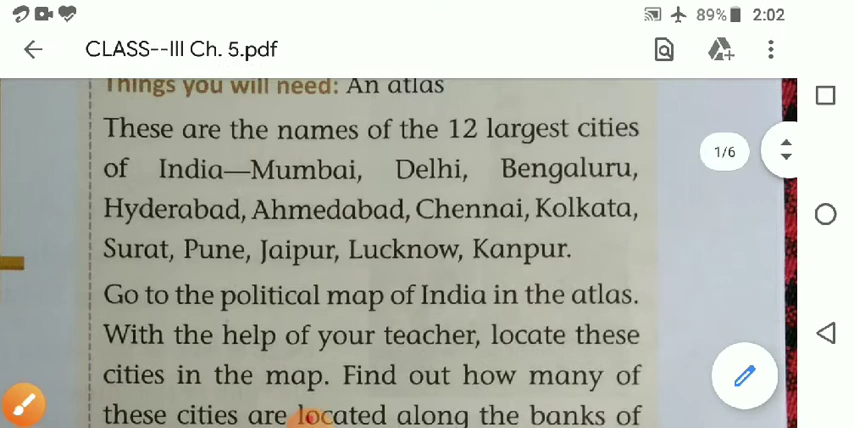 89% 2:02
CLASS--III Ch. 5.pdf
Things you will need: An atlas
These are the names of the 12 largest cities
of India—Mumbai, Delhi, Bengaluru,
Hyderabad, Ahmedabad, Chennai, Kolkata,
Surat, Pune, Jaipur, Lucknow, Kanpur.
1/6
Go to the political map of India in the atlas.
With the help of your teacher, locate these
cities in the map. Find out how many of
these cities are located along the banks of